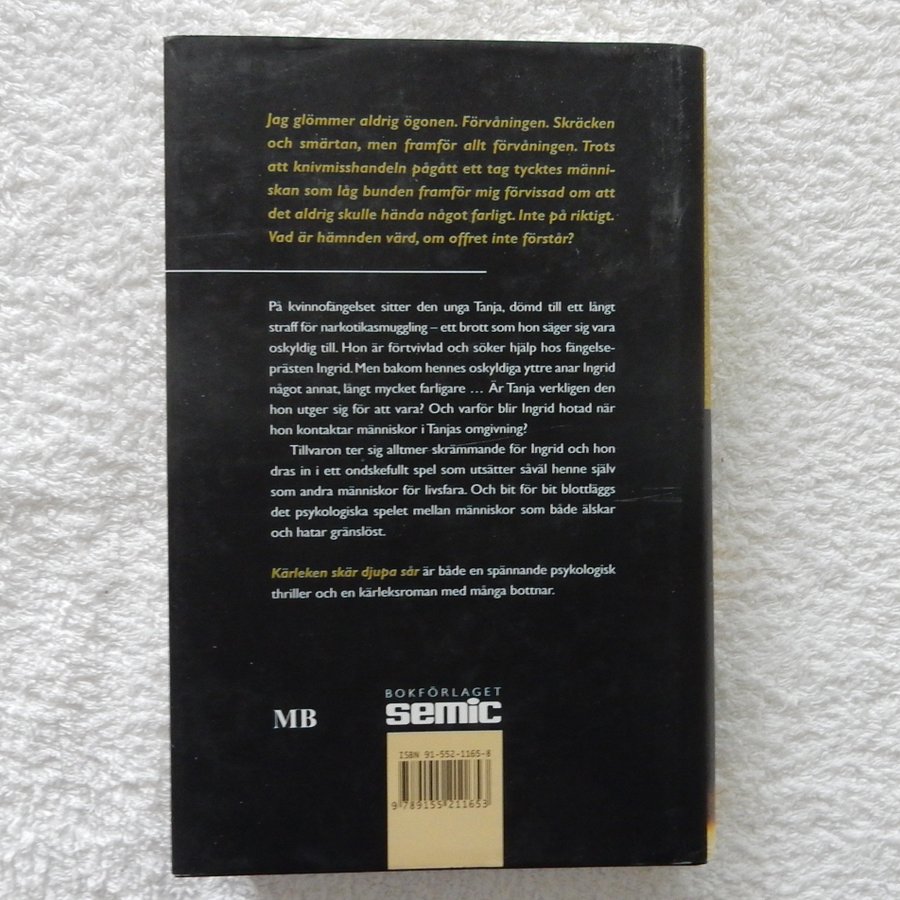 Jag glömmer aldrig ögonen. Förvåningen. Skräcken
och smärtan, men framför allt förvåningen. Trots
att knivmisshandeln pågått ett tag tycktes männi-
skan som låg bunden framför mig förvissad om att
det aldrig skulle hända något farligt. Inte på riktigt.
Vad är hämnden värd, om offret inte förstår?
På kvinnofängelset sitter den unga Tanja, dömd till ett långt
straff för narkotikasmuggling – ett brott som hon säger sig vara
oskyldig till. Hon är förtvivlad och söker hjälp hos fängelse-
prästen Ingrid. Men bakom hennes oskyldiga yttre anar Ingrid
något annat, långt mycket farligare … Är Tanja verkligen den
hon utger sig för att vara? Och varför blir Ingrid hotad när
hon kontaktar människor i Tanjas omgivning?
Tillvaron ter sig alltmer skrämmande för Ingrid och hon
dras in i ett ondskefullt spel som utsätter såväl henne själv
som andra människor för livsfara. Och bit för bit blottläggs
det psykologiska spelet mellan människor som både älskar
och hatar gränslöst.
Kärleken skär djupa sår är både en spännande psykologisk
thriller och en kärleksroman med många bottnar.
BOKFÖRLAGET
MB semic
ISBN 91-552-1165-8
9 789155 211653